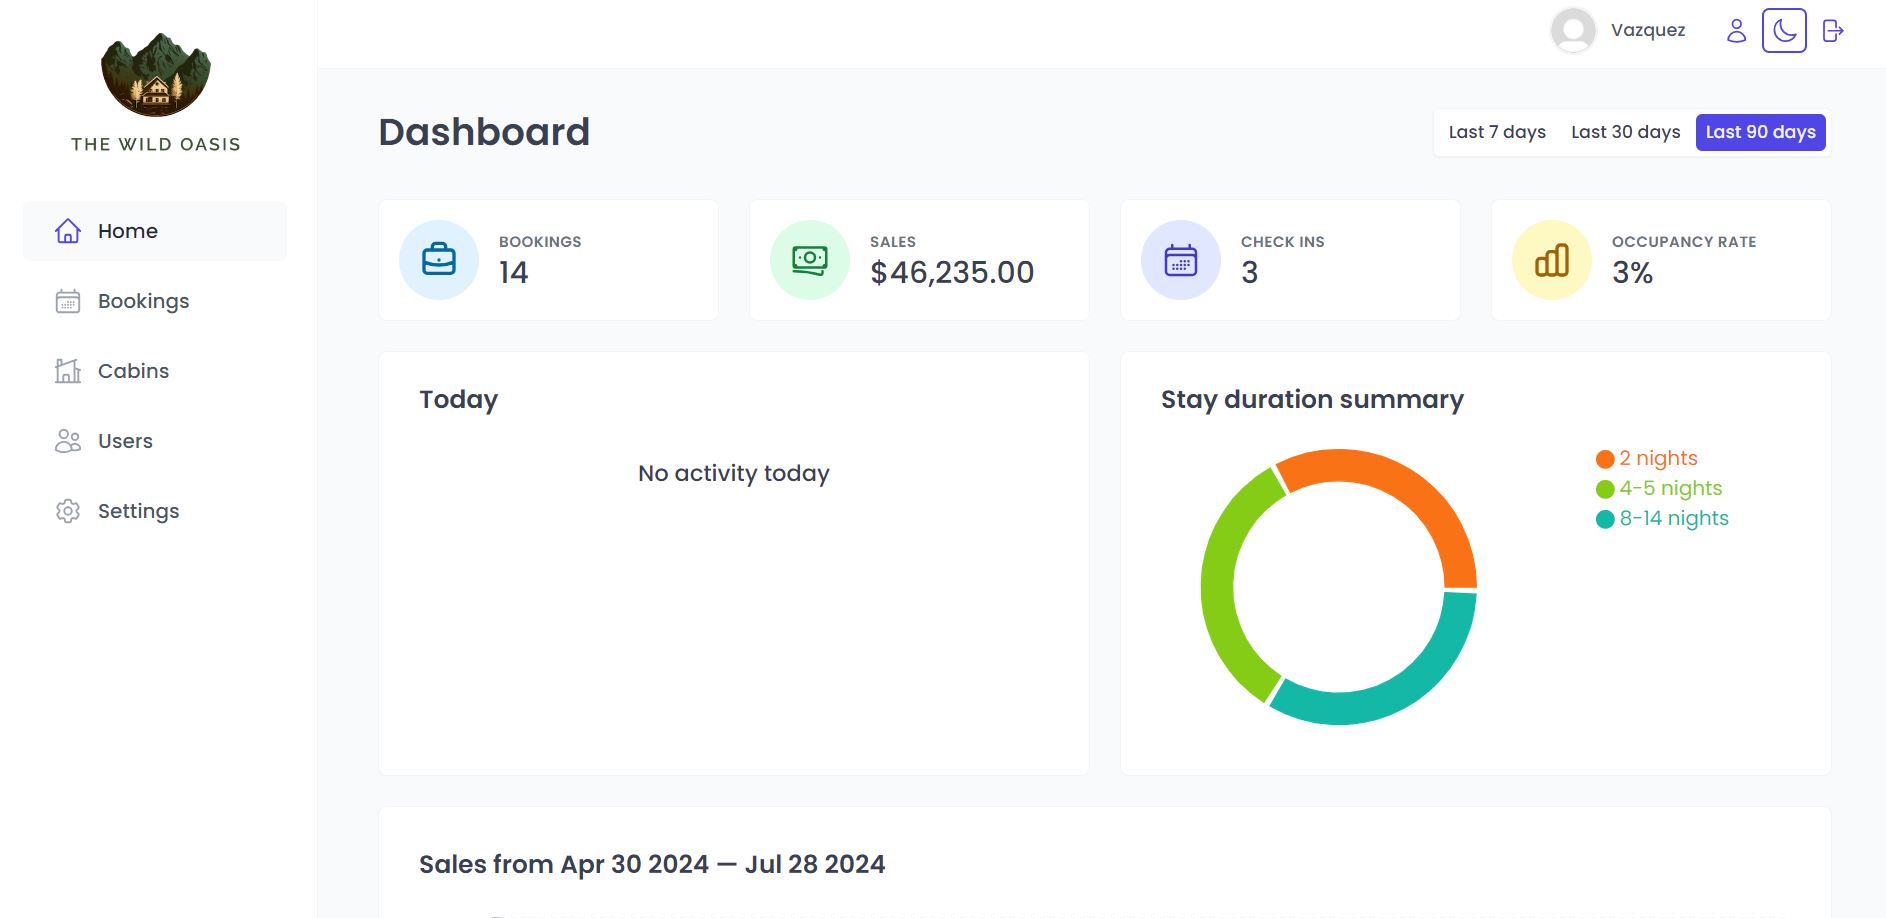 THE WILD OASIS
Home
Bookings
Cabins
Users
Settings
Vazquez
Dashboard
Last 7 days
Last 30 days
Last 90 days
BOOKINGS
14
SALES
$46,235.00
CHECK INS
3
OCCUPANCY RATE
3%
Today
No activity today
Stay duration summary
2 nights
4-5 nights
8-14 nights
Sales from Apr 30 2024 — Jul 28 2024